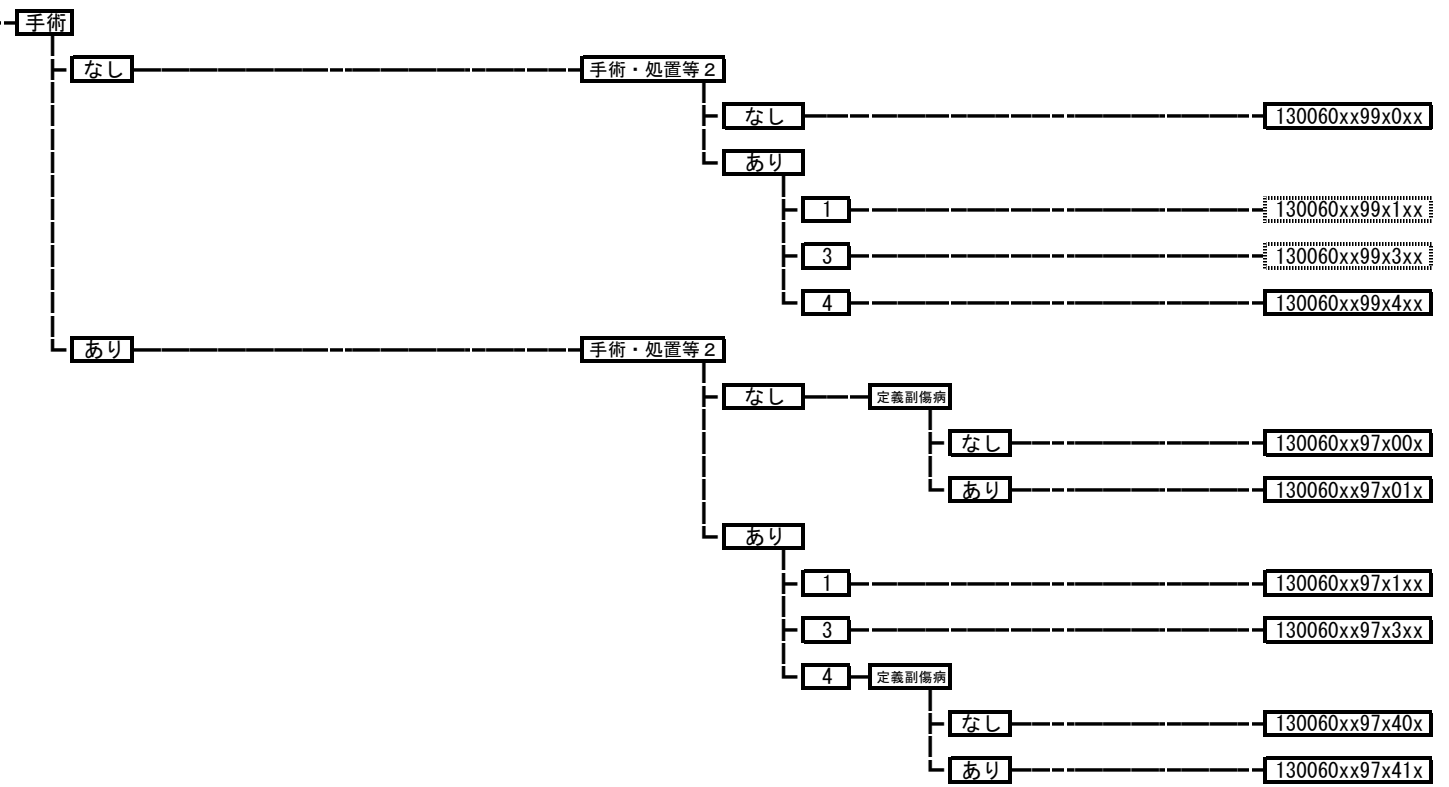 手術
なし 手術・処置等2
なし 130060xx99x0xx
あり
1 130060xx99x1xx
3 130060xx99x3xx
4 130060xx99x4xx
あり 手術・処置等2
なし 定義副傷病
なし 130060xx97x00x
あり 130060xx97x01x
あり
1 130060xx97x1xx
3 130060xx97x3xx
4 定義副傷病
なし 130060xx97x40x
あり 130060xx97x41x